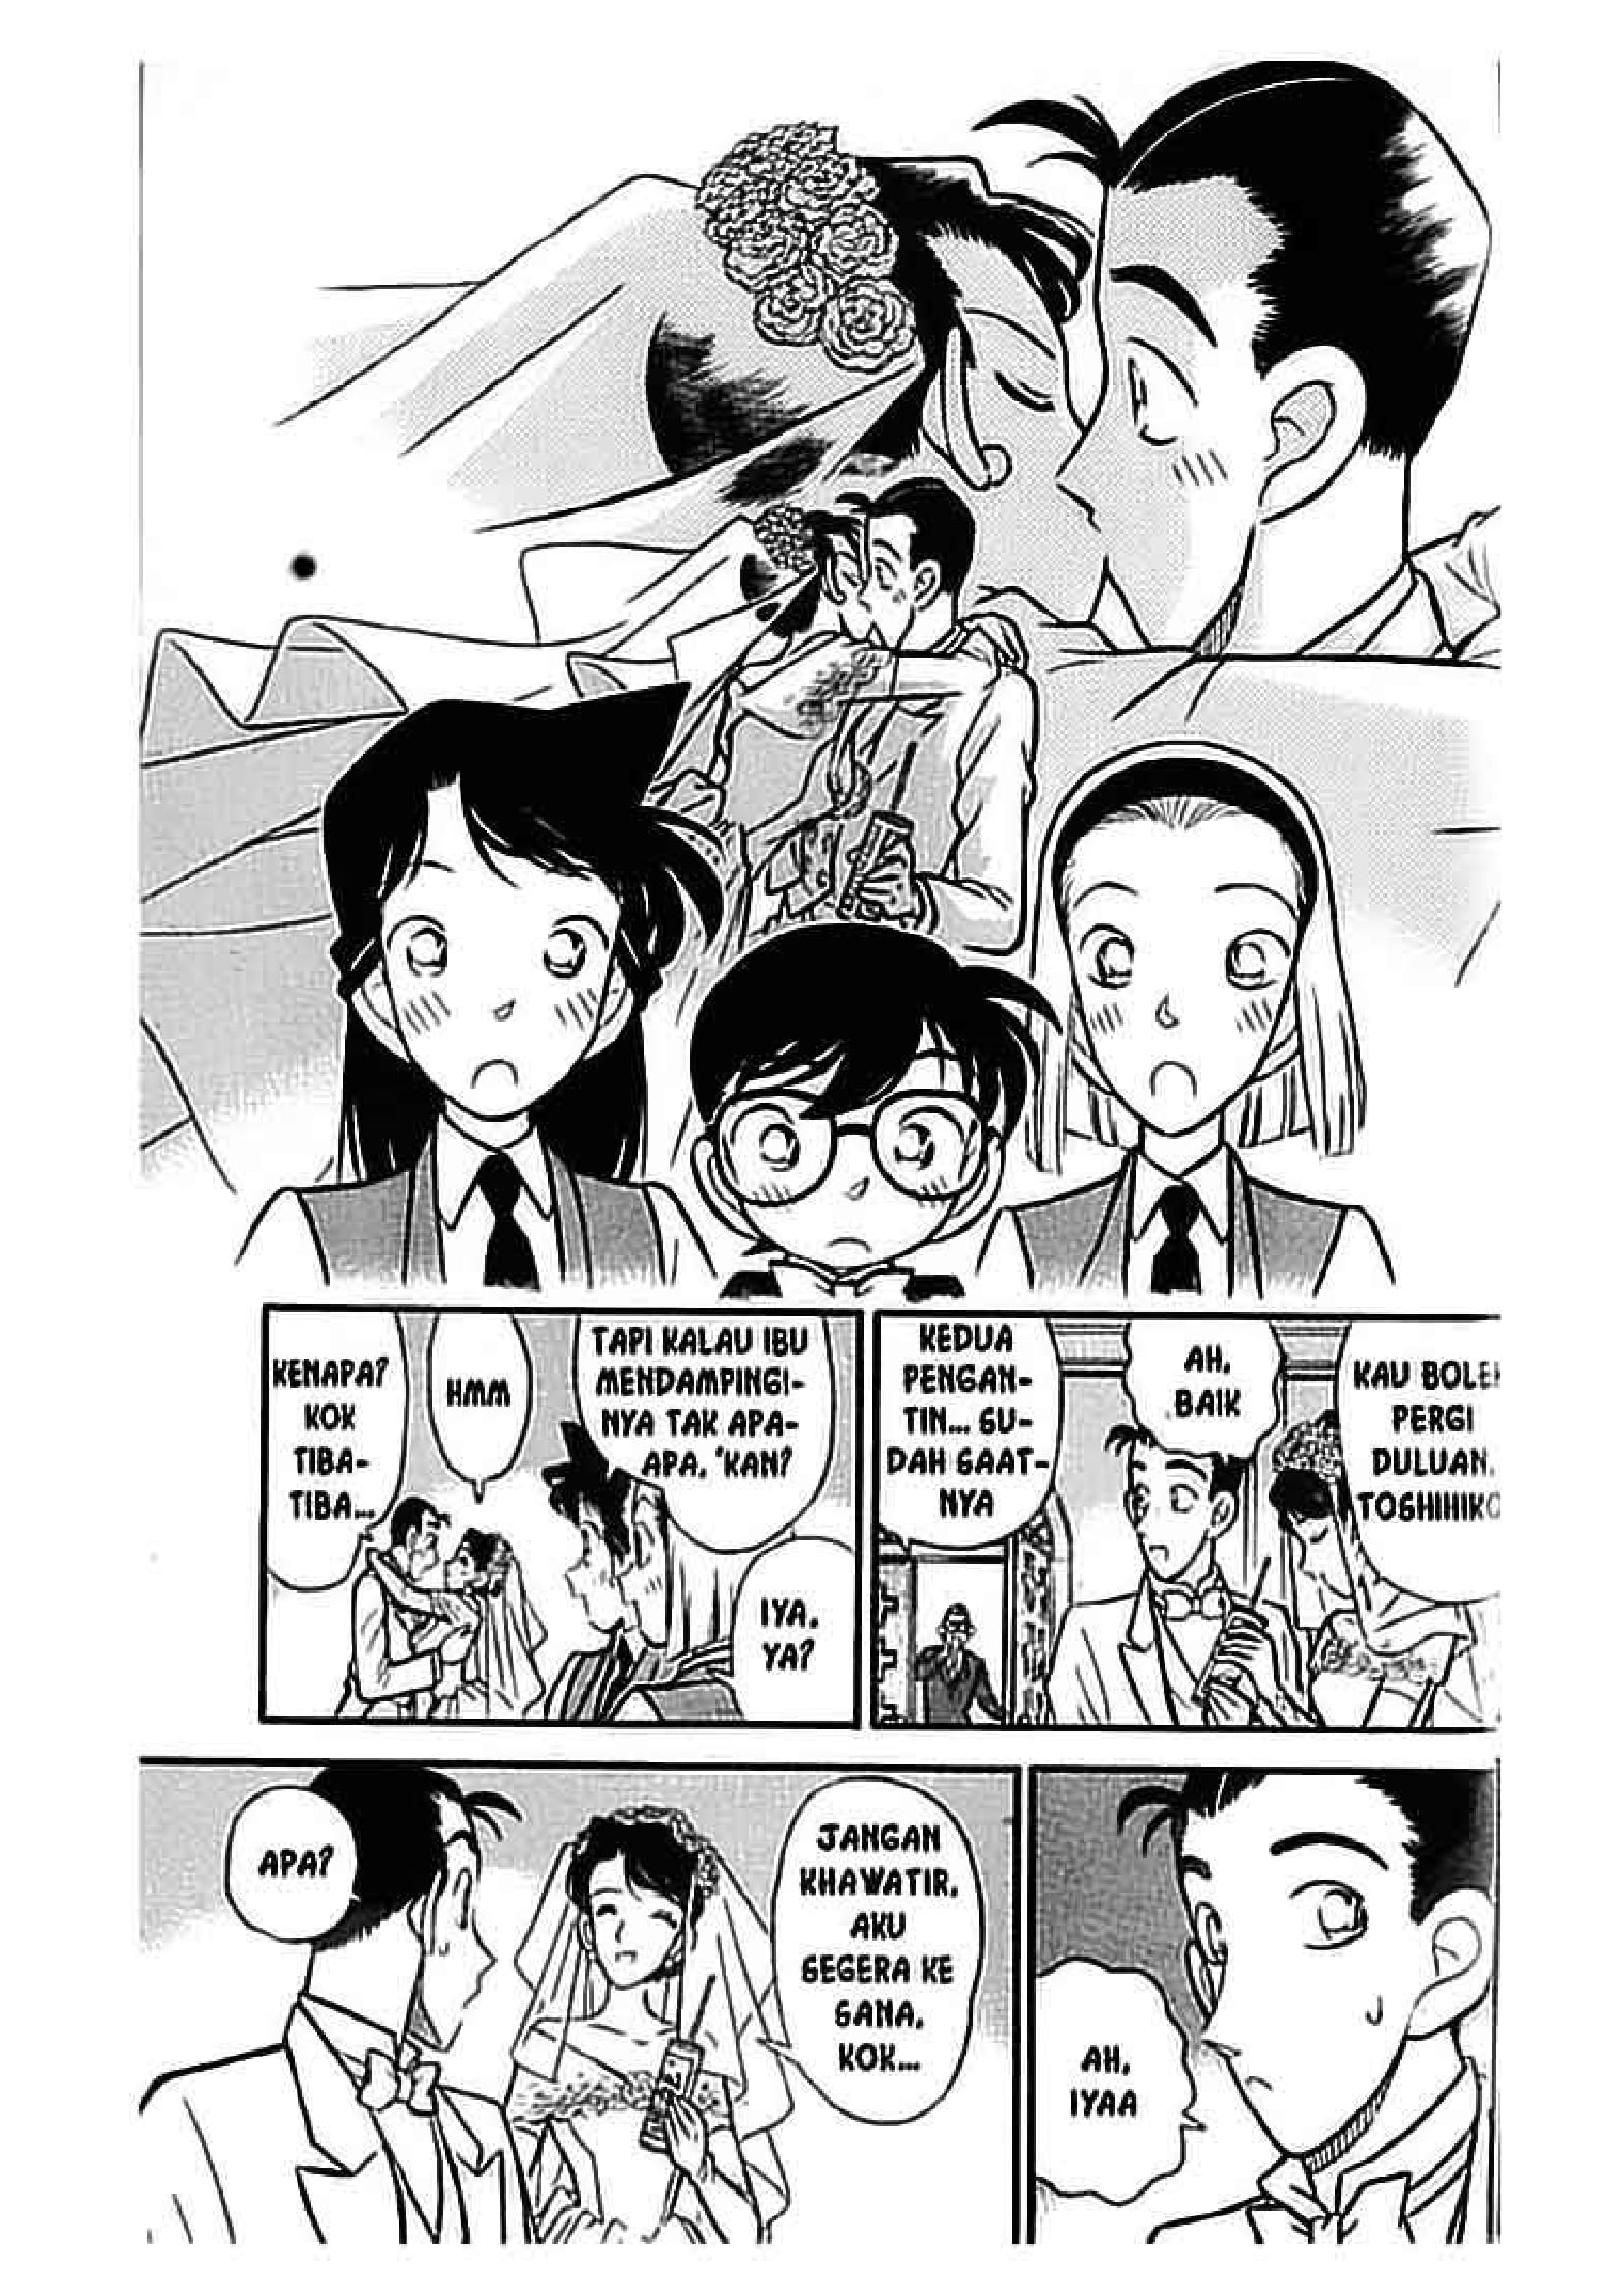 KENAPA?
KOK
TIBA-
TIBA...
HMM
TAPI KALAU IBU
MENDAMPINGI-
NYA TAK APA-
APA, 'KAN?
IYA,
YA?
KEDUA
PENGAN-
TIN... SU-
DAH SAAT-
NYA
AH,
BAIK
KAU BOLEH
PERGI
DULUAN,
TOSHIHIKO
APA?
JANGAN
KHAWATIR,
AKU
SEGERA KE
SANA,
KOK...
AH,
IYAA